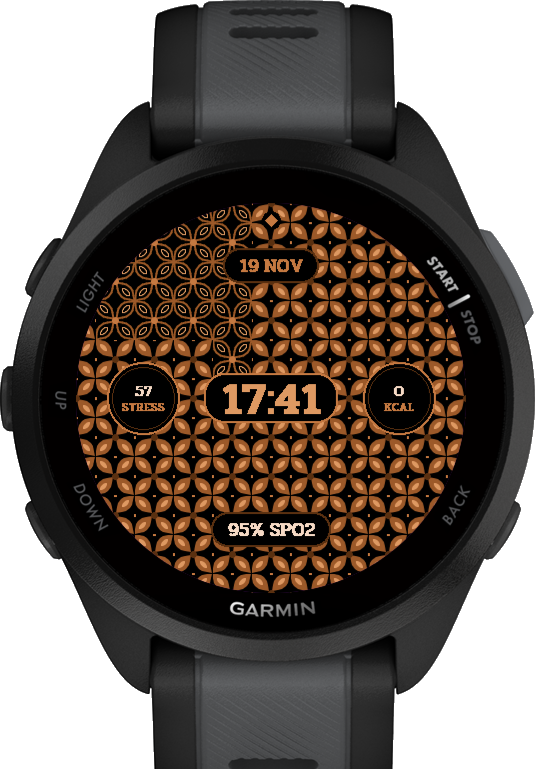 19 NOV
LIGHT
START
STOP
57
STRESS
17:41
0
KCAL
UP
DOWN
BACK
95% SPO2
GARMIN